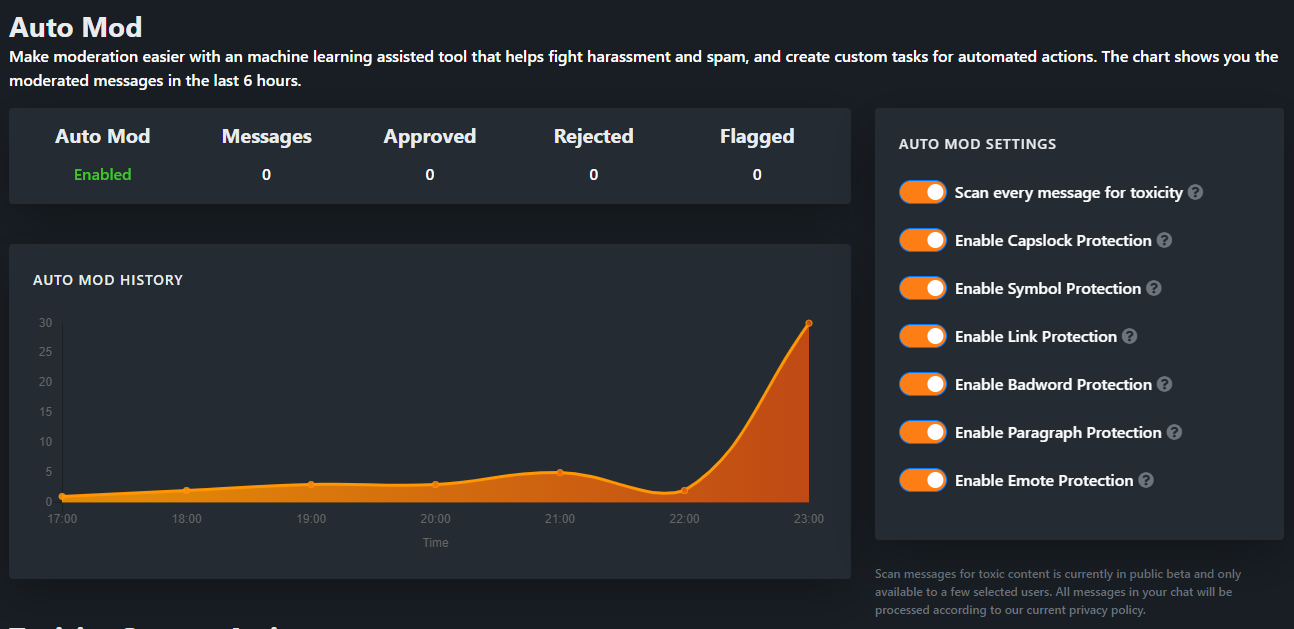 Auto Mod
Make moderation easier with an machine learning assisted tool that helps fight harassment and spam, and create custom tasks for automated actions. The chart shows you the
moderated messages in the last 6 hours.
Auto Mod Messages Approved Rejected Flagged
Enabled 0 0 0 0
AUTO MOD HISTORY
30
25
20
15
10
5
0
17:00 18:00 19:00 20:00 21:00 22:00 23:00
Time
AUTO MOD SETTINGS
Scan every message for toxicity ?
Enable Capslock Protection ?
Enable Symbol Protection ?
Enable Link Protection ?
Enable Badword Protection ?
Enable Paragraph Protection ?
Enable Emote Protection ?
Scan messages for toxic content is currently in public beta and only
available to a few selected users. All messages in your chat will be
processed according to our current privacy policy.